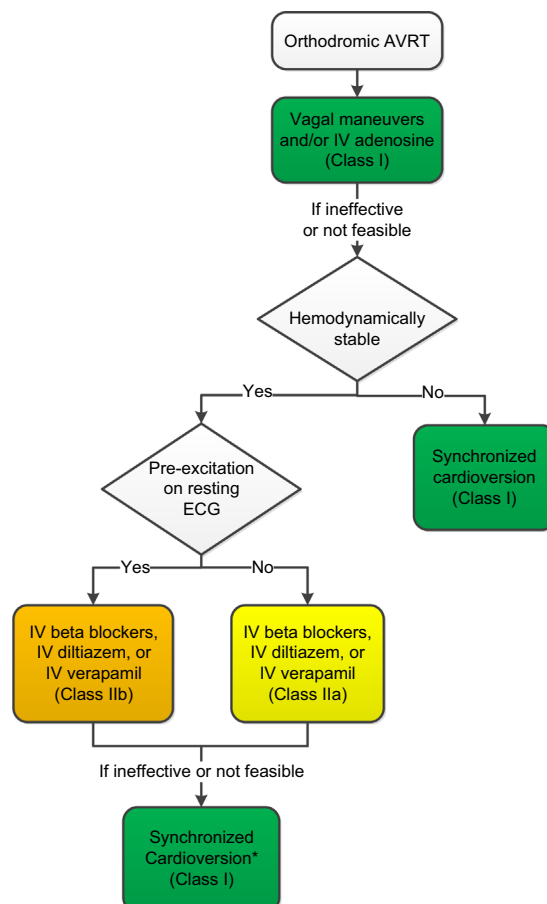 Orthodromic AVRT
Vagal maneuvers
and/or IV adenosine
(Class I)
If ineffective
or not feasible
Hemodynamically
stable
Yes
No
Pre-excitation
on resting
ECG
Synchronized
cardioversion
(Class I)
Yes
No
IV beta blockers,
IV diltiazem, or
IV verapamil
(Class IIb)
IV beta blockers,
IV diltiazem, or
IV verapamil
(Class IIa)
If ineffective or not feasible
Synchronized
Cardioversion*
(Class I)